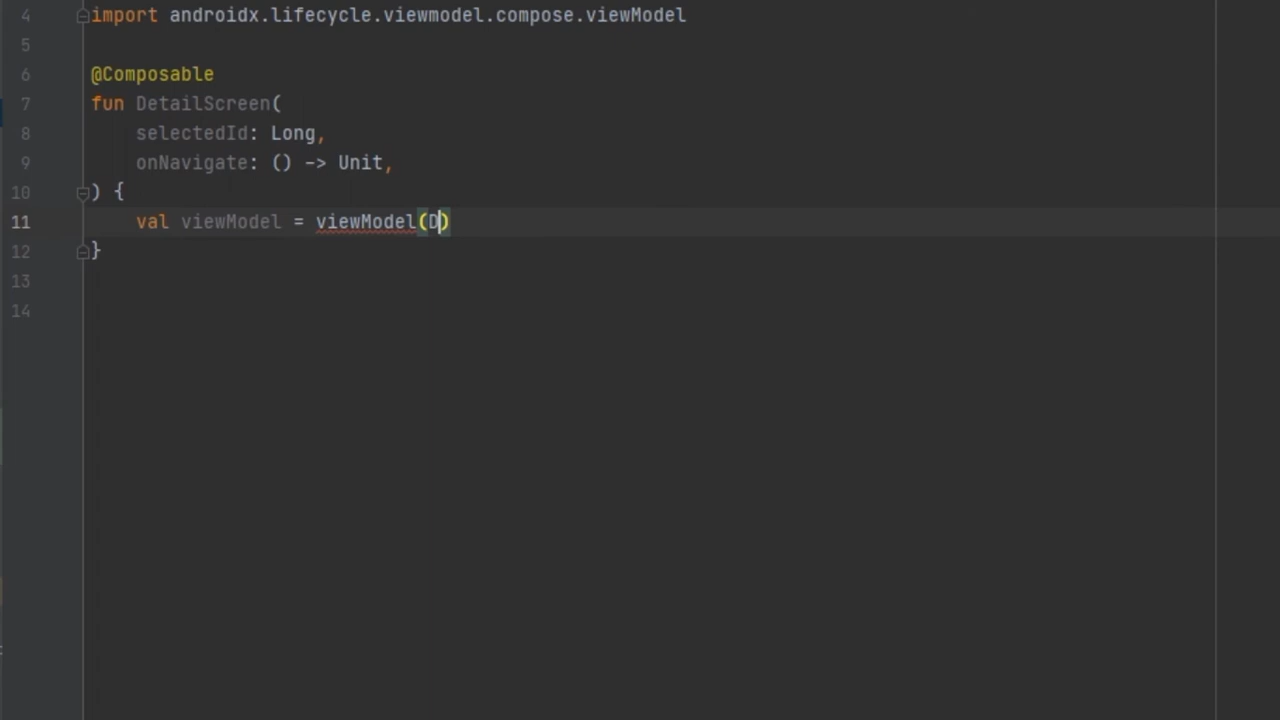 4 import androidx.lifecycle.viewmodel.compose.viewModel
5
6 @Composable
7 fun DetailScreen(
8 selectedId: Long,
9 onNavigate: () -> Unit,
10 ) {
11 val viewModel = viewModel(D)
12 }
13
14